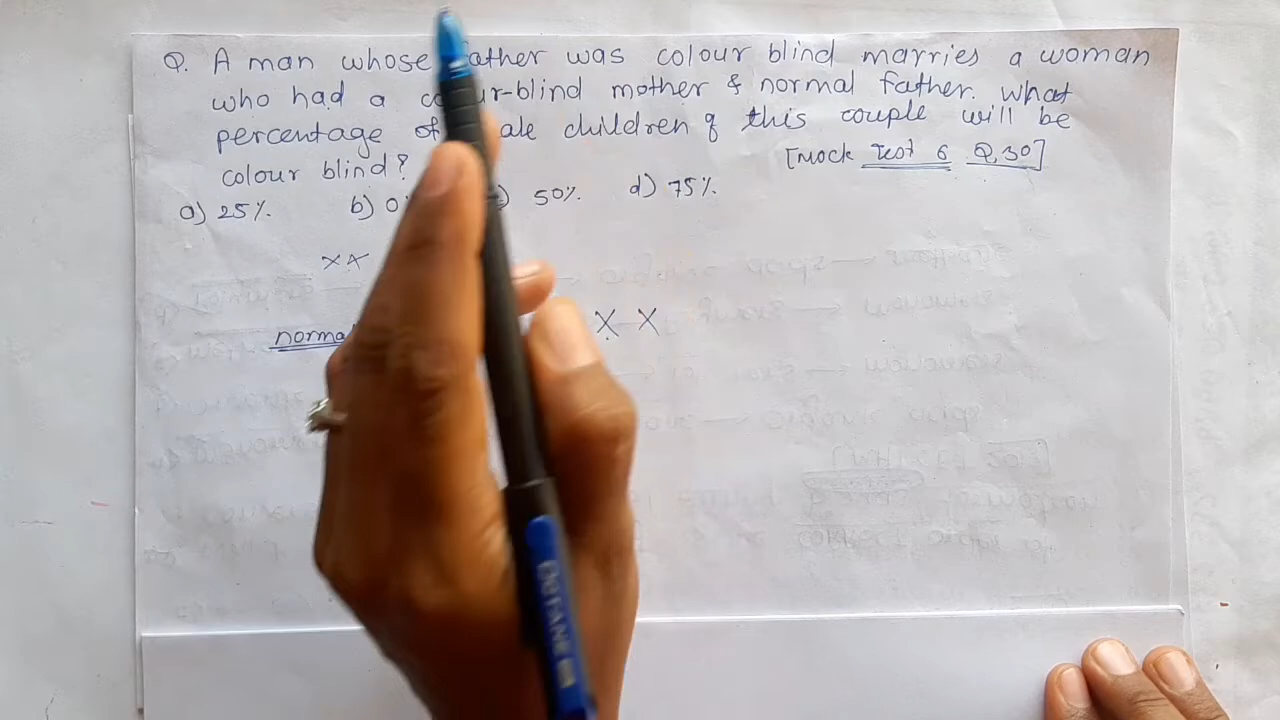 Q. A man whose father was colour blind marries a woman
who had a colour-blind mother & normal father. What
percentage of male children of this couple will be
colour blind?
[Mock Test 6 Q.30]
a) 25%. b) 0 50%. d) 75%.
XX
normal
X X